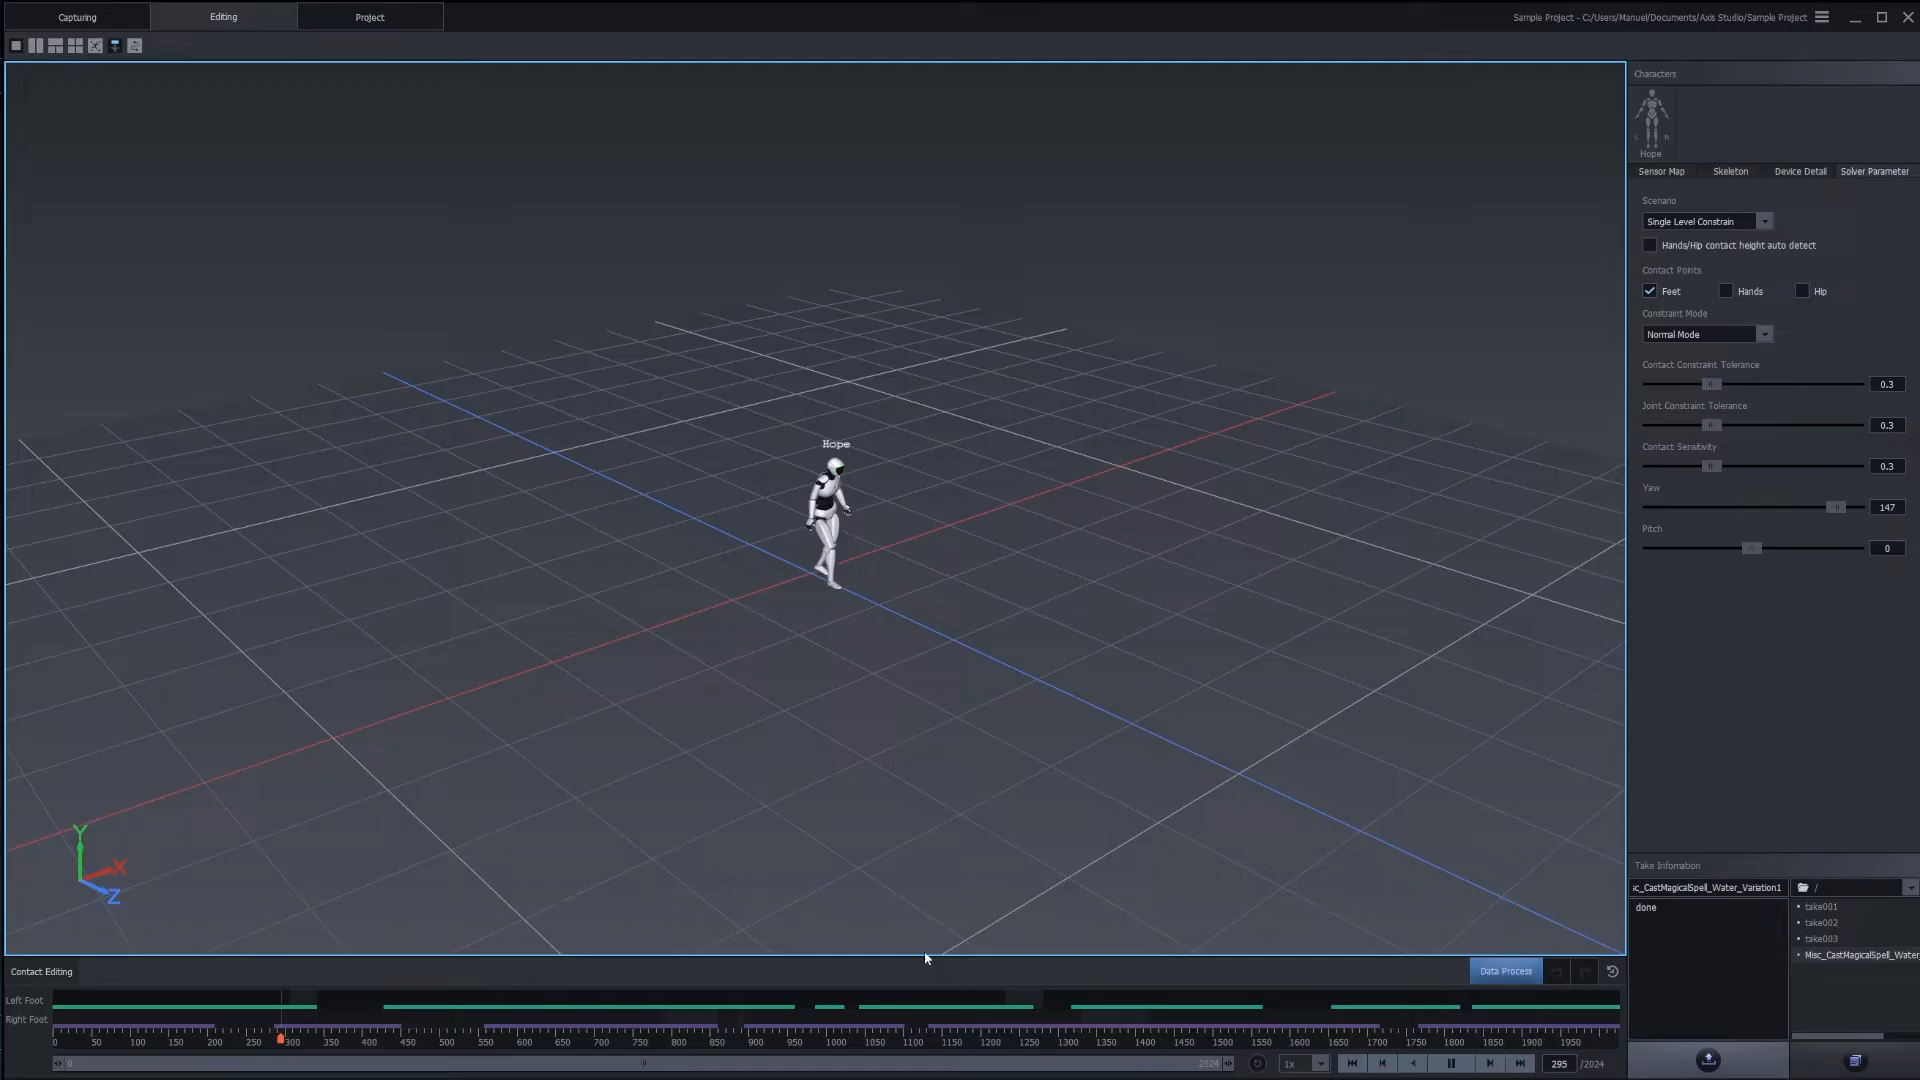 Capturing
Editing
Project
Sample Project - C:/Users/Manuel/Documents/Axis Studio/Sample Project
Characters
L R
Hope
Sensor Map
Skeleton
Device Detail
Solver Parameter
Scenario
Single Level Constrain
Hands/Hip contact height auto detect
Contact Points
Feet
Hands
Hip
Constraint Mode
Normal Mode
Contact Constraint Tolerance
0.3
Joint Constraint Tolerance
0.3
Contact Sensitivity
0.3
Yaw
147
Pitch
0
Hope
Y
X
Z
Take Infomation
sc_CastMagicalSpell_Water_Variation1
/
done
take001
take002
take003
Misc_CastMagicalSpell_Water_
Contact Editing
Data Process
Left Foot
Right Foot
0 50 100 150 200 250 300 350 400 450 500 550 600 650 700 750 800 850 900 950 1000 1050 1100 1150 1200 1250 1300 1350 1400 1450 1500 1550 1600 1650 1700 1750 1800 1850 1900 1950
0
2024
1x
295 /2024